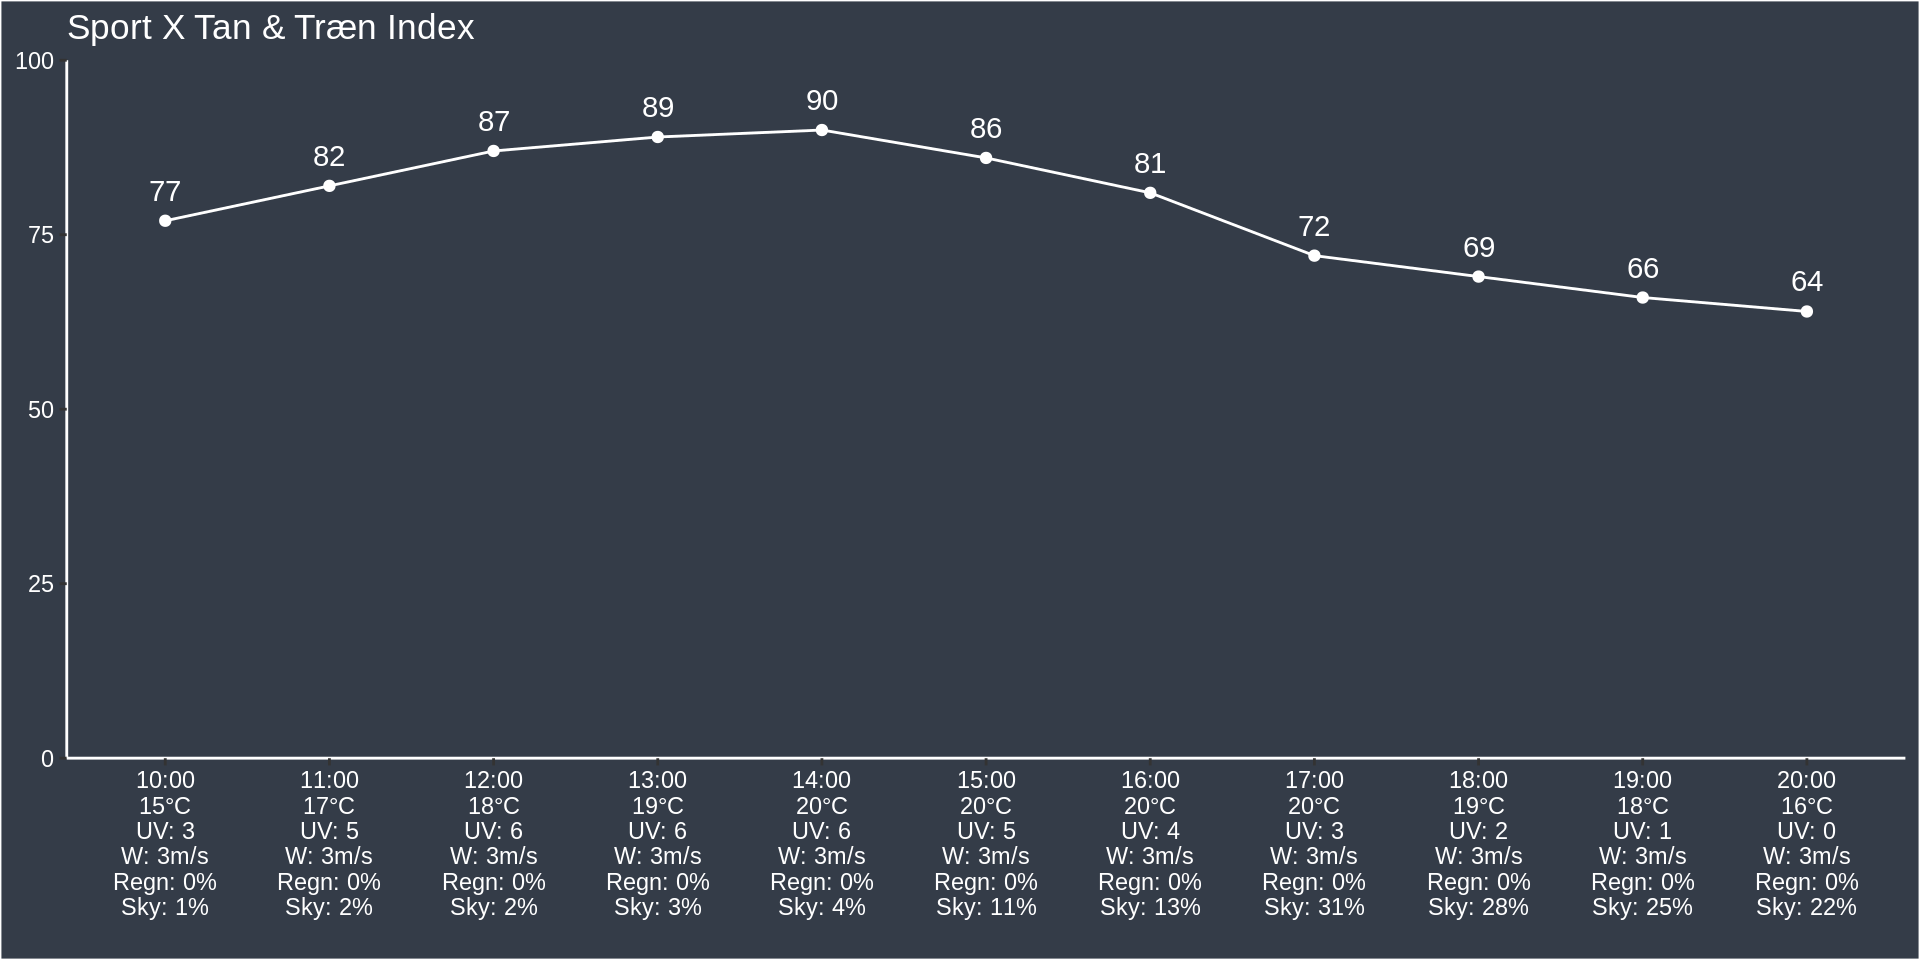 Sport X Tan & Træn Index
100
75
50
25
0
77
82
87
89
90
86
81
72
69
66
64
10:00 11:00 12:00 13:00 14:00 15:00 16:00 17:00 18:00 19:00 20:00
15°C 17°C 18°C 19°C 20°C 20°C 20°C 20°C 19°C 18°C 16°C
UV: 3 UV: 5 UV: 6 UV: 6 UV: 6 UV: 5 UV: 4 UV: 3 UV: 2 UV: 1 UV: 0
W: 3m/s W: 3m/s W: 3m/s W: 3m/s W: 3m/s W: 3m/s W: 3m/s W: 3m/s W: 3m/s W: 3m/s W: 3m/s
Regn: 0% Regn: 0% Regn: 0% Regn: 0% Regn: 0% Regn: 0% Regn: 0% Regn: 0% Regn: 0% Regn: 0% Regn: 0%
Sky: 1% Sky: 2% Sky: 2% Sky: 3% Sky: 4% Sky: 11% Sky: 13% Sky: 31% Sky: 28% Sky: 25% Sky: 22%